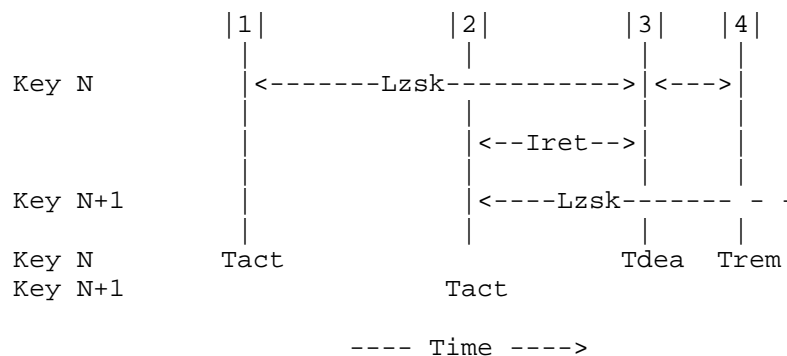 |1|              |2|        |3|  |4|
                 |                |          |    |
Key N            |<-------Lzsk----------->|<--->|
                 |                |          |    |
                 |                |<--Iret-->|    |
                 |                |          |    |
Key N+1          |                |<----Lzsk------- - -
                 |                |          |    |
Key N           Tact                        Tdea Trem
Key N+1                          Tact

                       ---- Time ---->